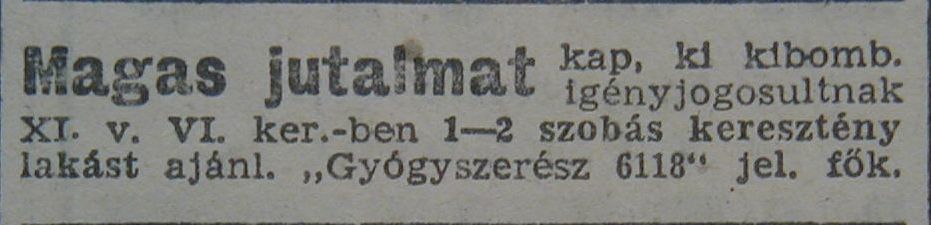 Magas jutalmat kap, ki kibomb.
igényjogosultnak
XI. v. VI. ker.-ben 1—2 szobás keresztény
lakást ajánl. „Gyógyszerész 6118“ jel. fők.